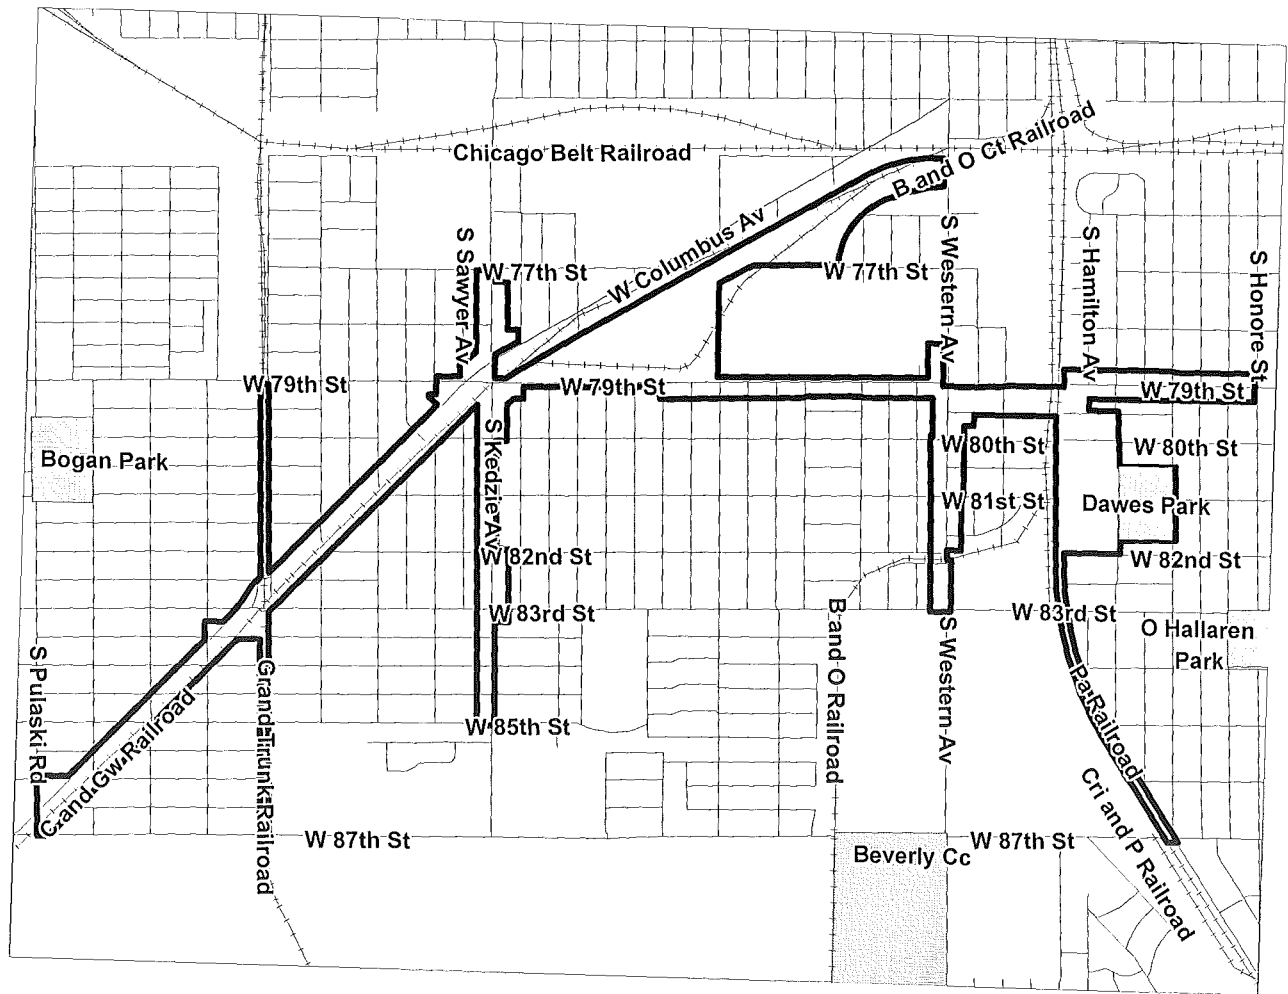 Chicago Belt Railroad
B and O Ct Railroad
W Columbus Av
S Sawyer Av
W 77th St
W 77th St
S Western Av
S Hamilton Av
S Honore St
W 79th St
W 79th St
W 79th St
S Kedzie Av
Bogan Park
W 80th St
W 80th St
W 81st St
Dawes Park
W 82nd St
W 82nd St
W 83rd St
W 83rd St
O Hallaren
Park
S Pulaski Rd
C and Gw Railroad
Grand Trunk Railroad
W 85th St
B and O Railroad
S Western Av
Pa Railroad
Cri and P Railroad
W 87th St
W 87th St
Beverly Cc